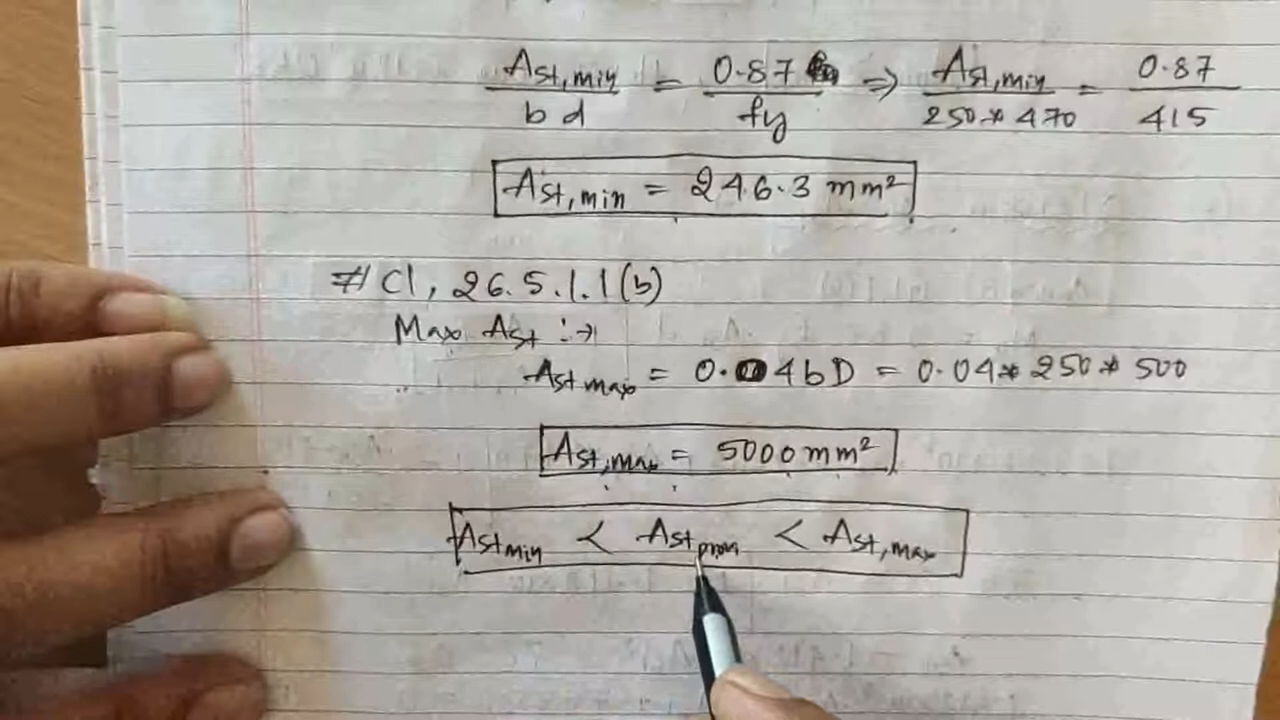 Ast,min / bd = 0.87 / fy ⇒ Ast,min / 250 * 470 = 0.87 / 415
Ast,min = 246.3 mm²
# Cl, 26.5.1.1(b)
Max Ast :→
Ast max = 0.04bD = 0.04 * 250 * 500
Ast,max = 5000 mm²
Ast min < Ast prov < Ast,max